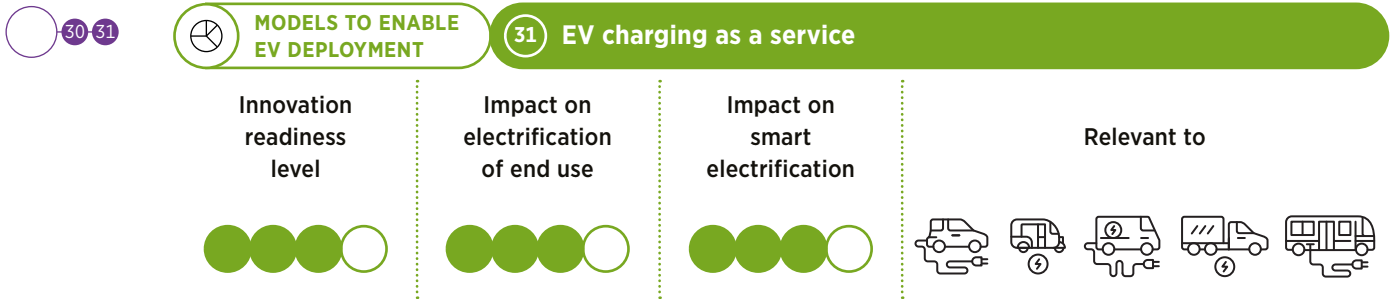 30 31
MODELS TO ENABLE
EV DEPLOYMENT
31 EV charging as a service
Innovation
readiness
level
Impact on
electrification
of end use
Impact on
smart
electrification
Relevant to